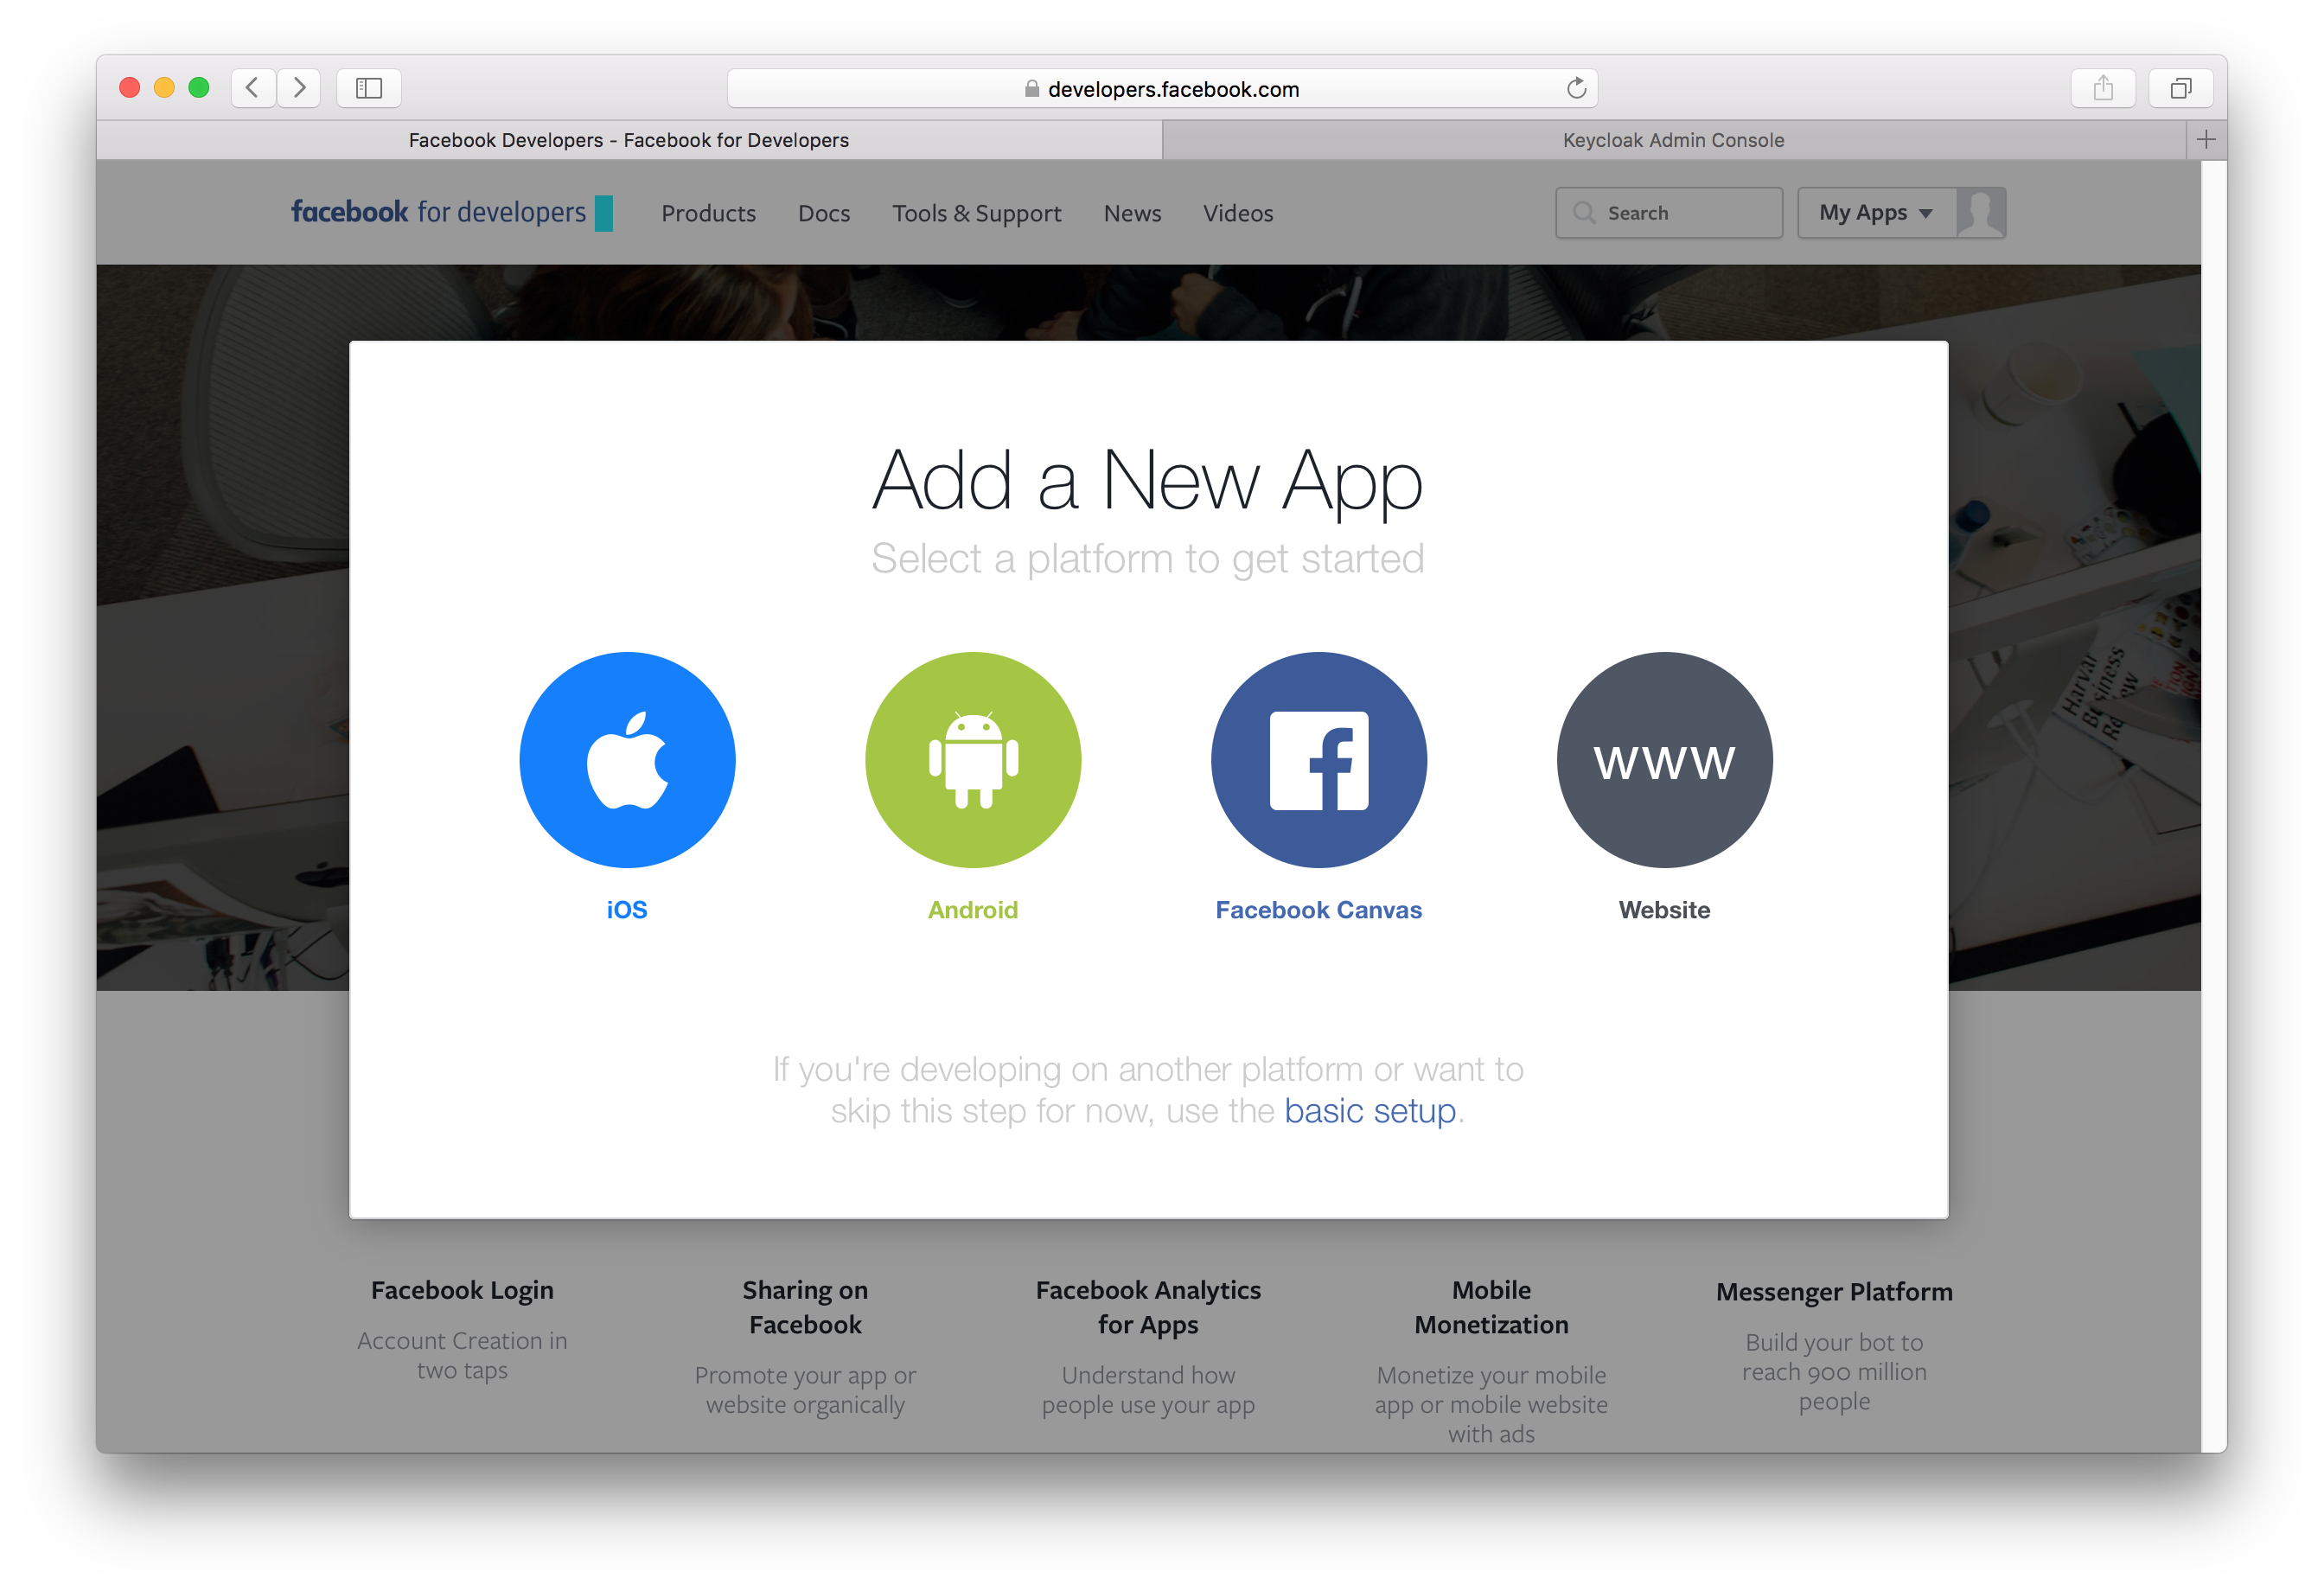 developers.facebook.com
Facebook Developers - Facebook for Developers
Keycloak Admin Console
facebook for developers
Products
Docs
Tools & Support
News
Videos
Search
My Apps
Add a New App
Select a platform to get started
www
iOS
Android
Facebook Canvas
Website
Harvar
Business
Re
If you're developing on another platform or want to
skip this step for now, use the basic setup.
Facebook Login
Account Creation in
two taps
Sharing on
Facebook
Promote your app or
website organically
Facebook Analytics
for Apps
Understand how
people use your app
Mobile
Monetization
Monetize your mobile
app or mobile website
with ads
Messenger Platform
Build your bot to
reach 900 million
people